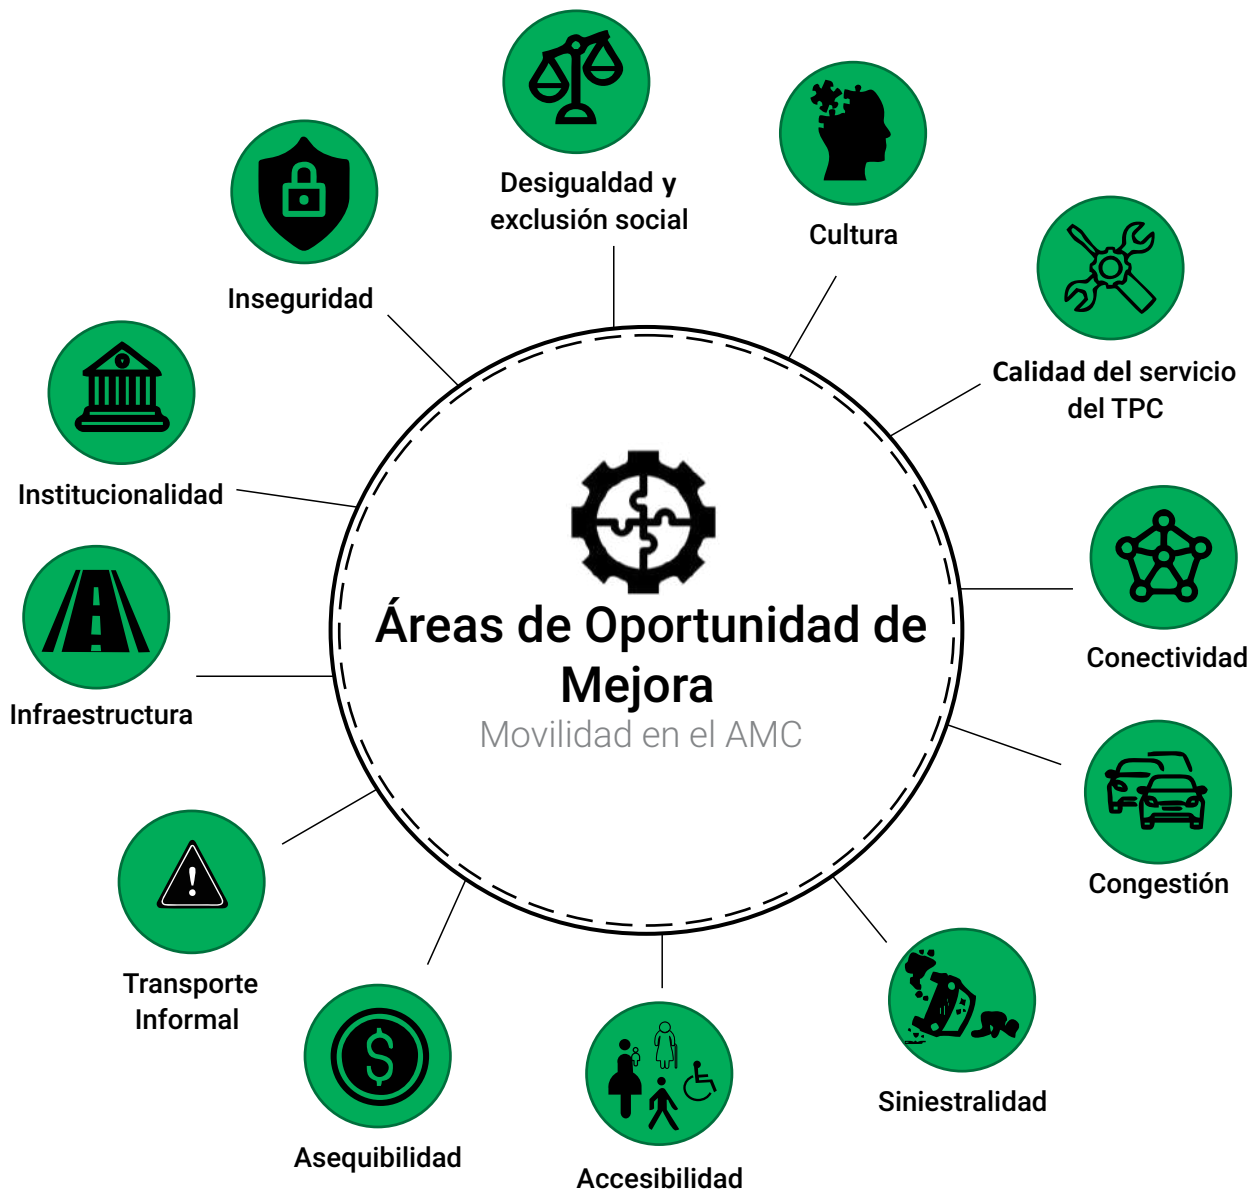 Desigualdad y
exclusión social
Cultura
Inseguridad
Calidad del servicio
del TPC
Institucionalidad
Áreas de Oportunidad de
Mejora
Movilidad en el AMC
Conectividad
Infraestructura
Congestión
Transporte
Informal
Siniestralidad
Asequibilidad
Accesibilidad